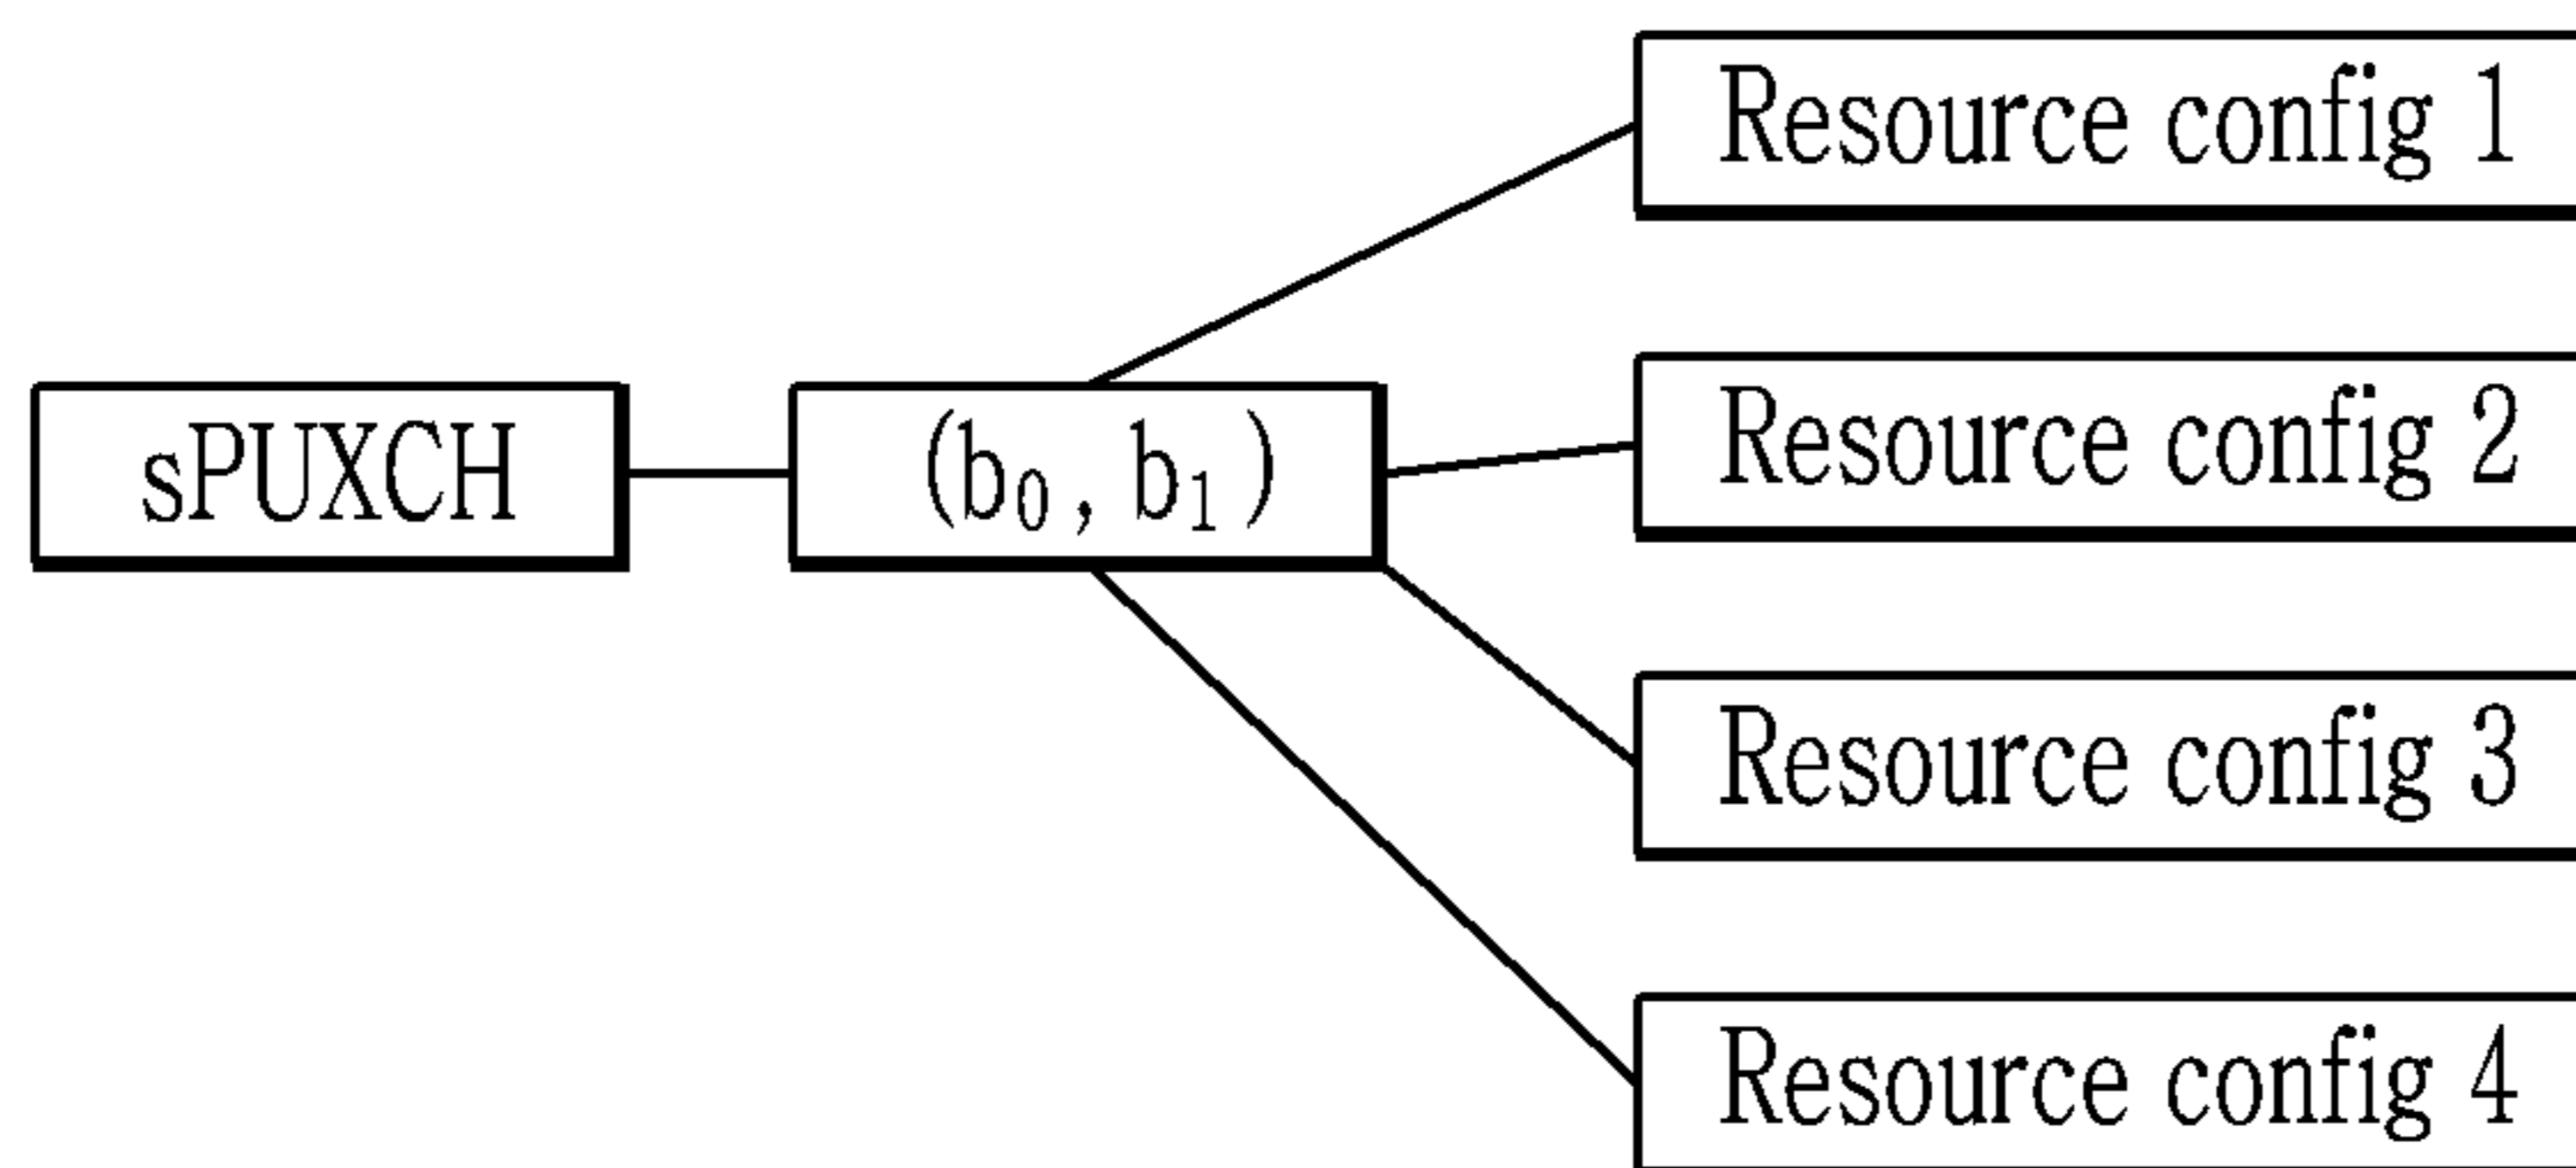 Resource config 1
Resource config 2
sPUXCH
(b₀, b₁)
Resource config 3
Resource config 4